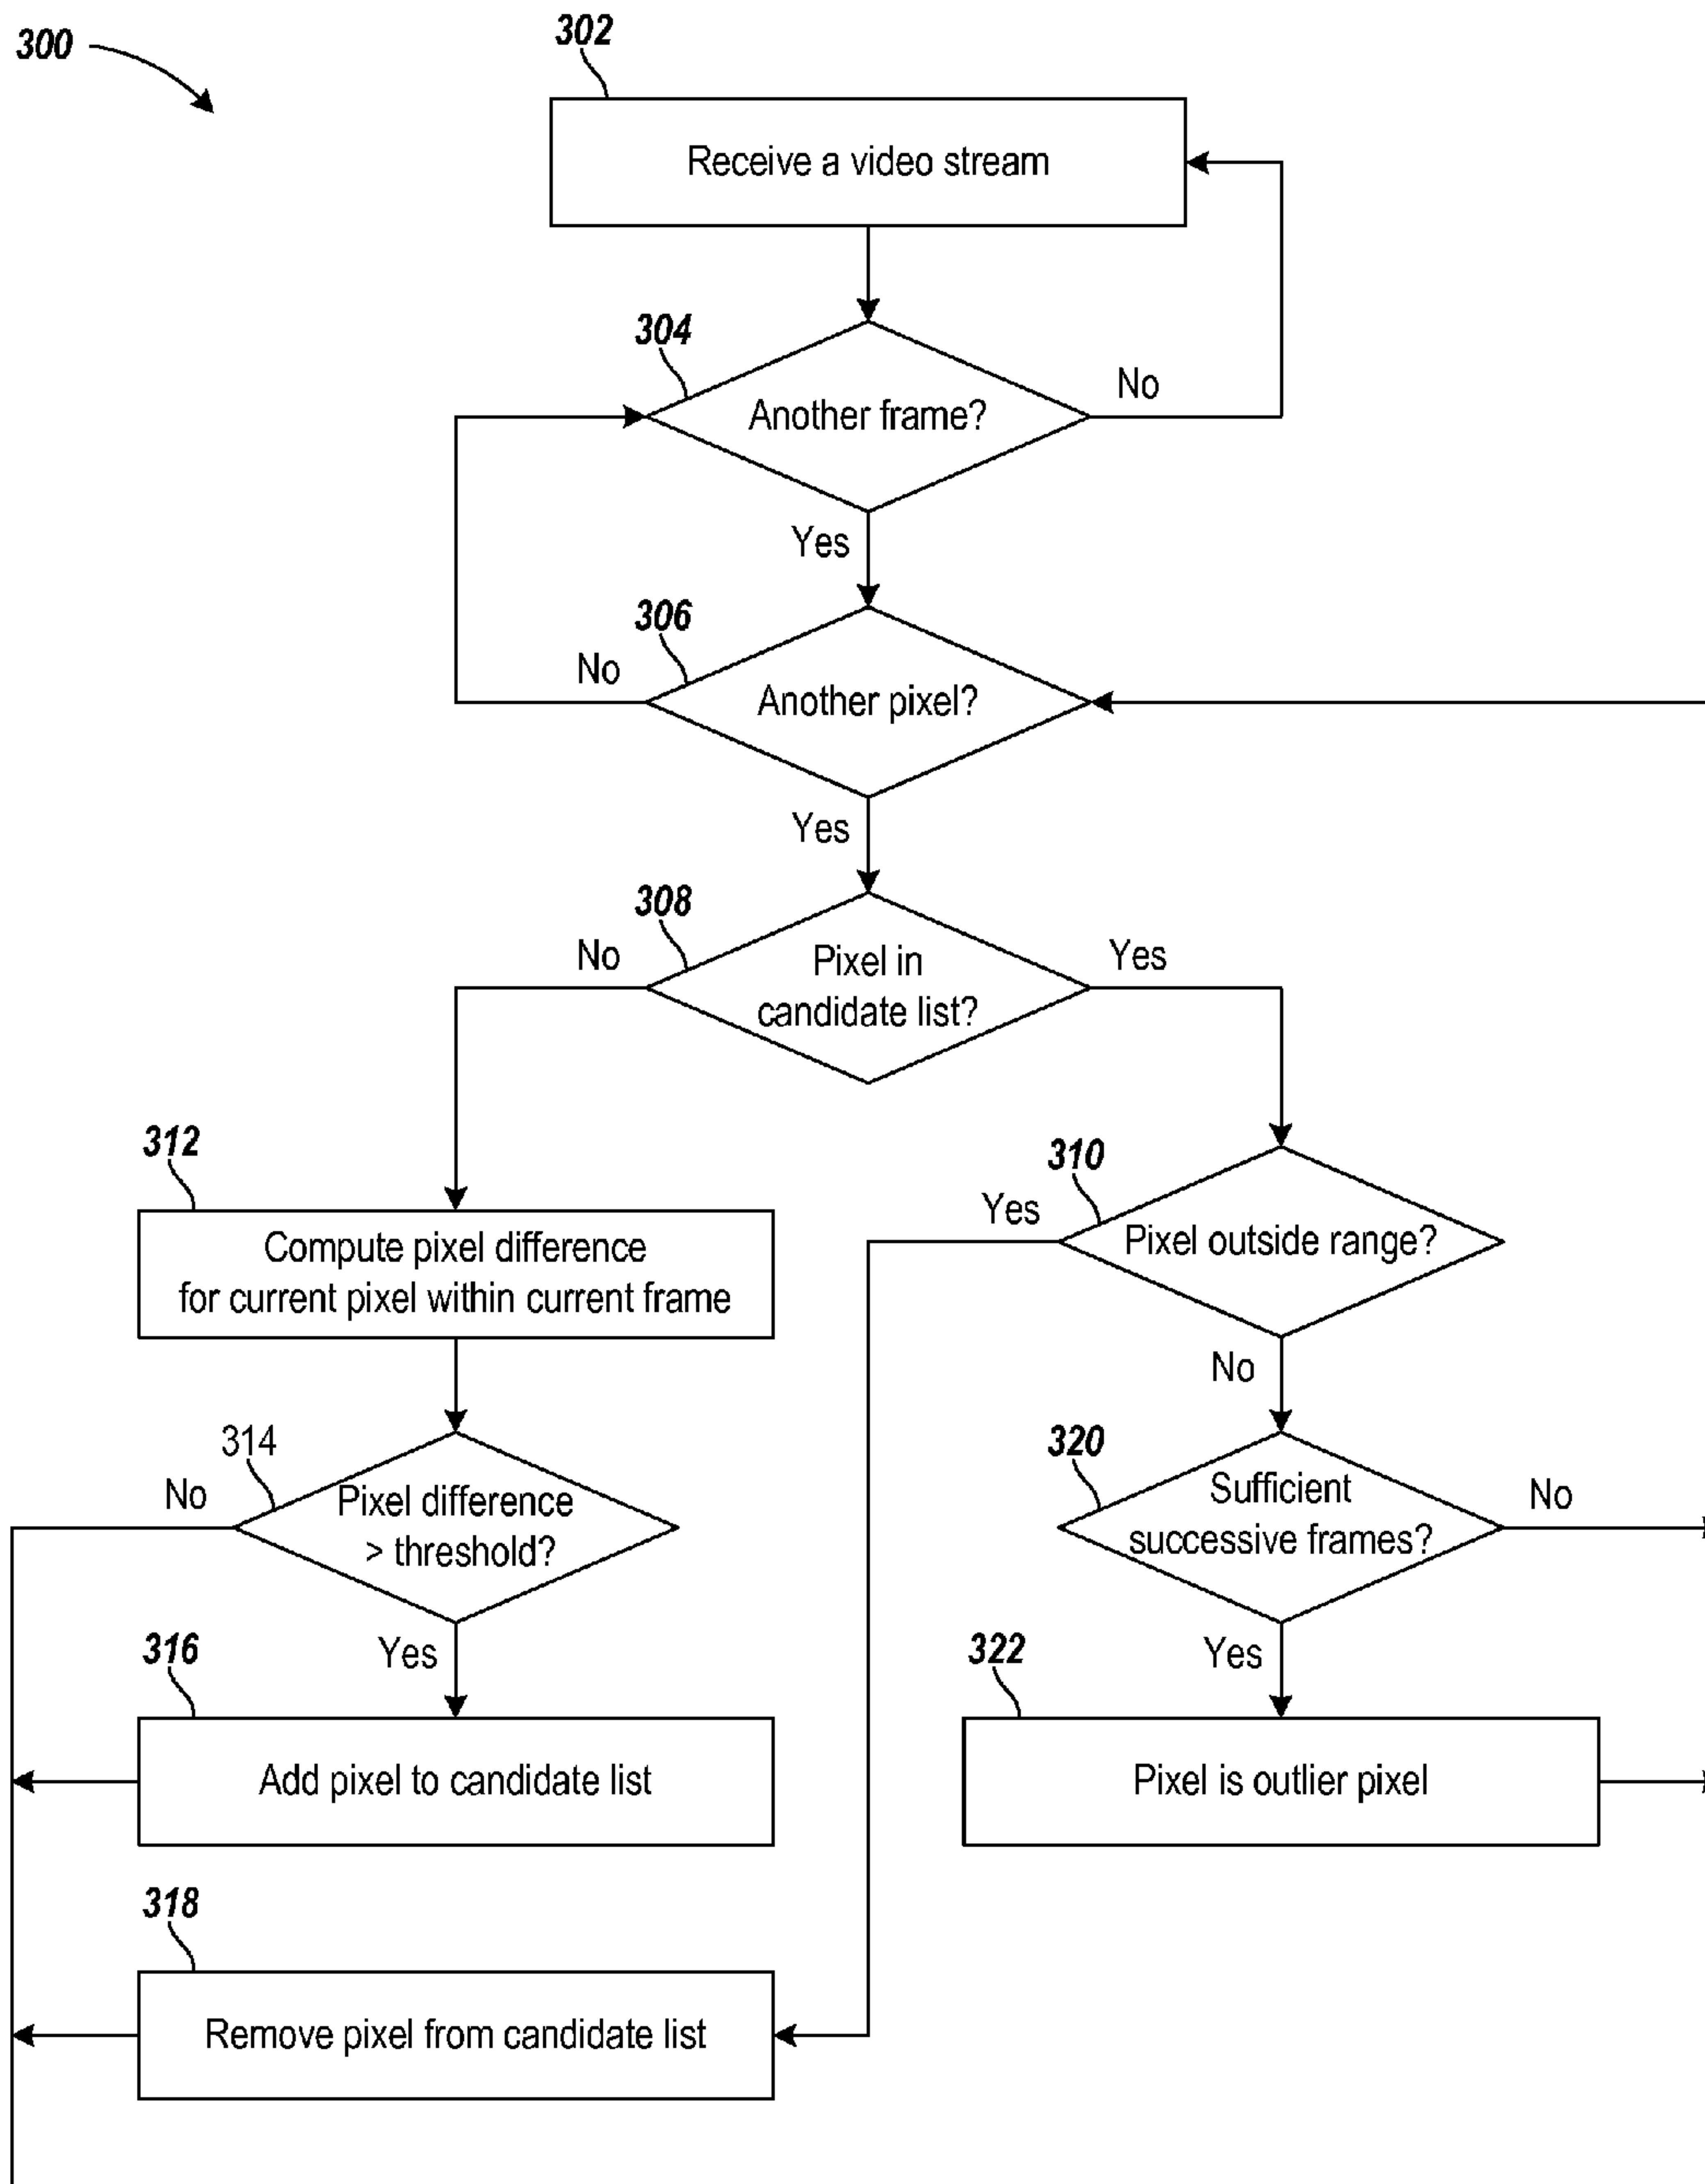 300
302
Receive a video stream
304
Another frame?
No
Yes
306
No
Another pixel?
Yes
308
No
Pixel in
candidate list?
Yes
312
Compute pixel difference
for current pixel within current frame
310
Yes
Pixel outside range?
No
314
No
Pixel difference
> threshold?
Yes
320
Sufficient
successive frames?
No
Yes
316
Add pixel to candidate list
322
Pixel is outlier pixel
318
Remove pixel from candidate list